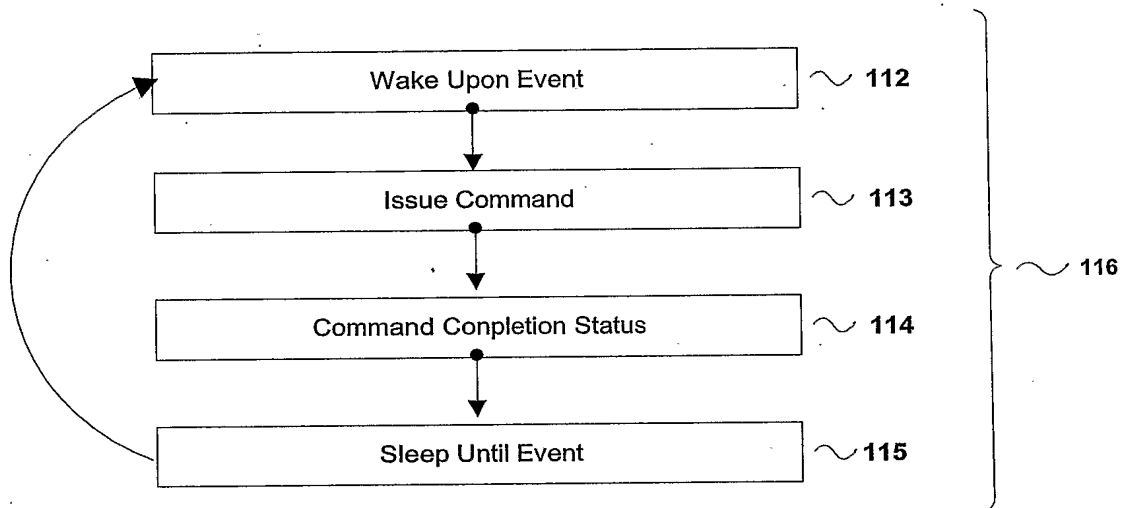 Wake Upon Event 112
Issue Command 113
116
Command Conpletion Status 114
Sleep Until Event 115